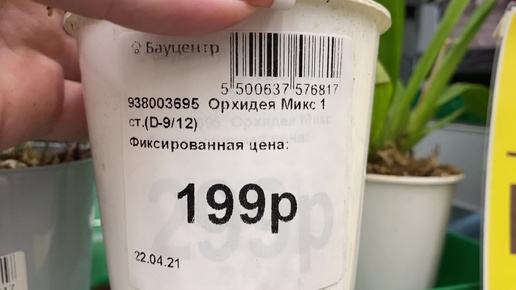 Бауцентр
5 500637 576817
938003695 Орхидея Микс 1
ст.(D-9/12)
Фиксированная цена:
199р
22.04.21